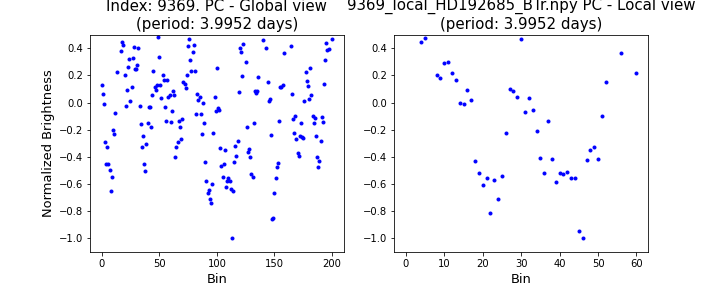 Index: 9369. PC - Global view
(period: 3.9952 days)
9369_local_HD192685_BTr.npy PC - Local view
(period: 3.9952 days)
Normalized Brightness
0.4
0.2
0.0
−0.2
−0.4
−0.6
−0.8
−1.0
0 50 100 150 200
Bin
0.4
0.2
0.0
−0.2
−0.4
−0.6
−0.8
−1.0
0 10 20 30 40 50 60
Bin